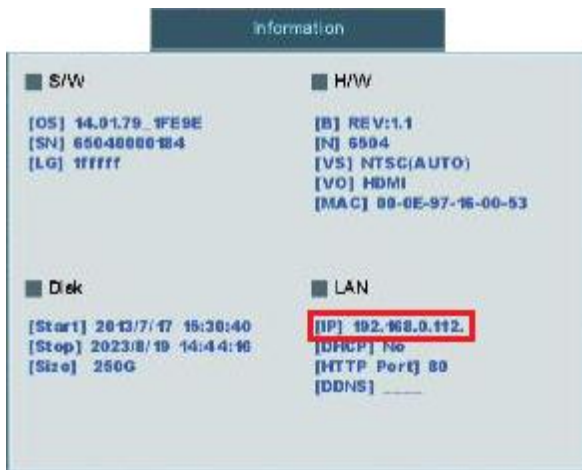 Information
S/W
[OS] 14.01.79_1FE9E
[SN] 65040000184
[LG] 1fffff
H/W
[B] REV:1.1
[N] 6504
[VS] NTSC(AUTO)
[VO] HDMI
[MAC] 00-0E-97-16-00-53
Disk
[Start] 2013/7/17 15:30:40
[Stop] 2023/8/19 14:44:16
[Size] 250G
LAN
[IP] 192.168.0.112.
[DHCP] No
[HTTP Port] 80
[DDNS] ____